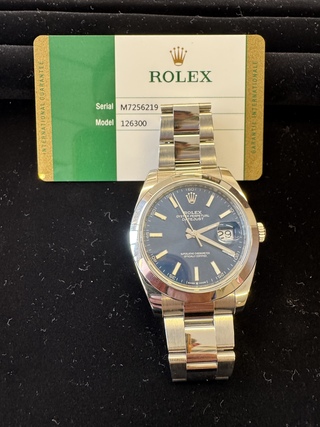 INTERNATIONAL GUARANTEE
ROLEX
Serial M7256219
Model 126300
GARANTIE INTERNATIONALE
ROLEX
OYSTER PERPETUAL
DATEJUST
29